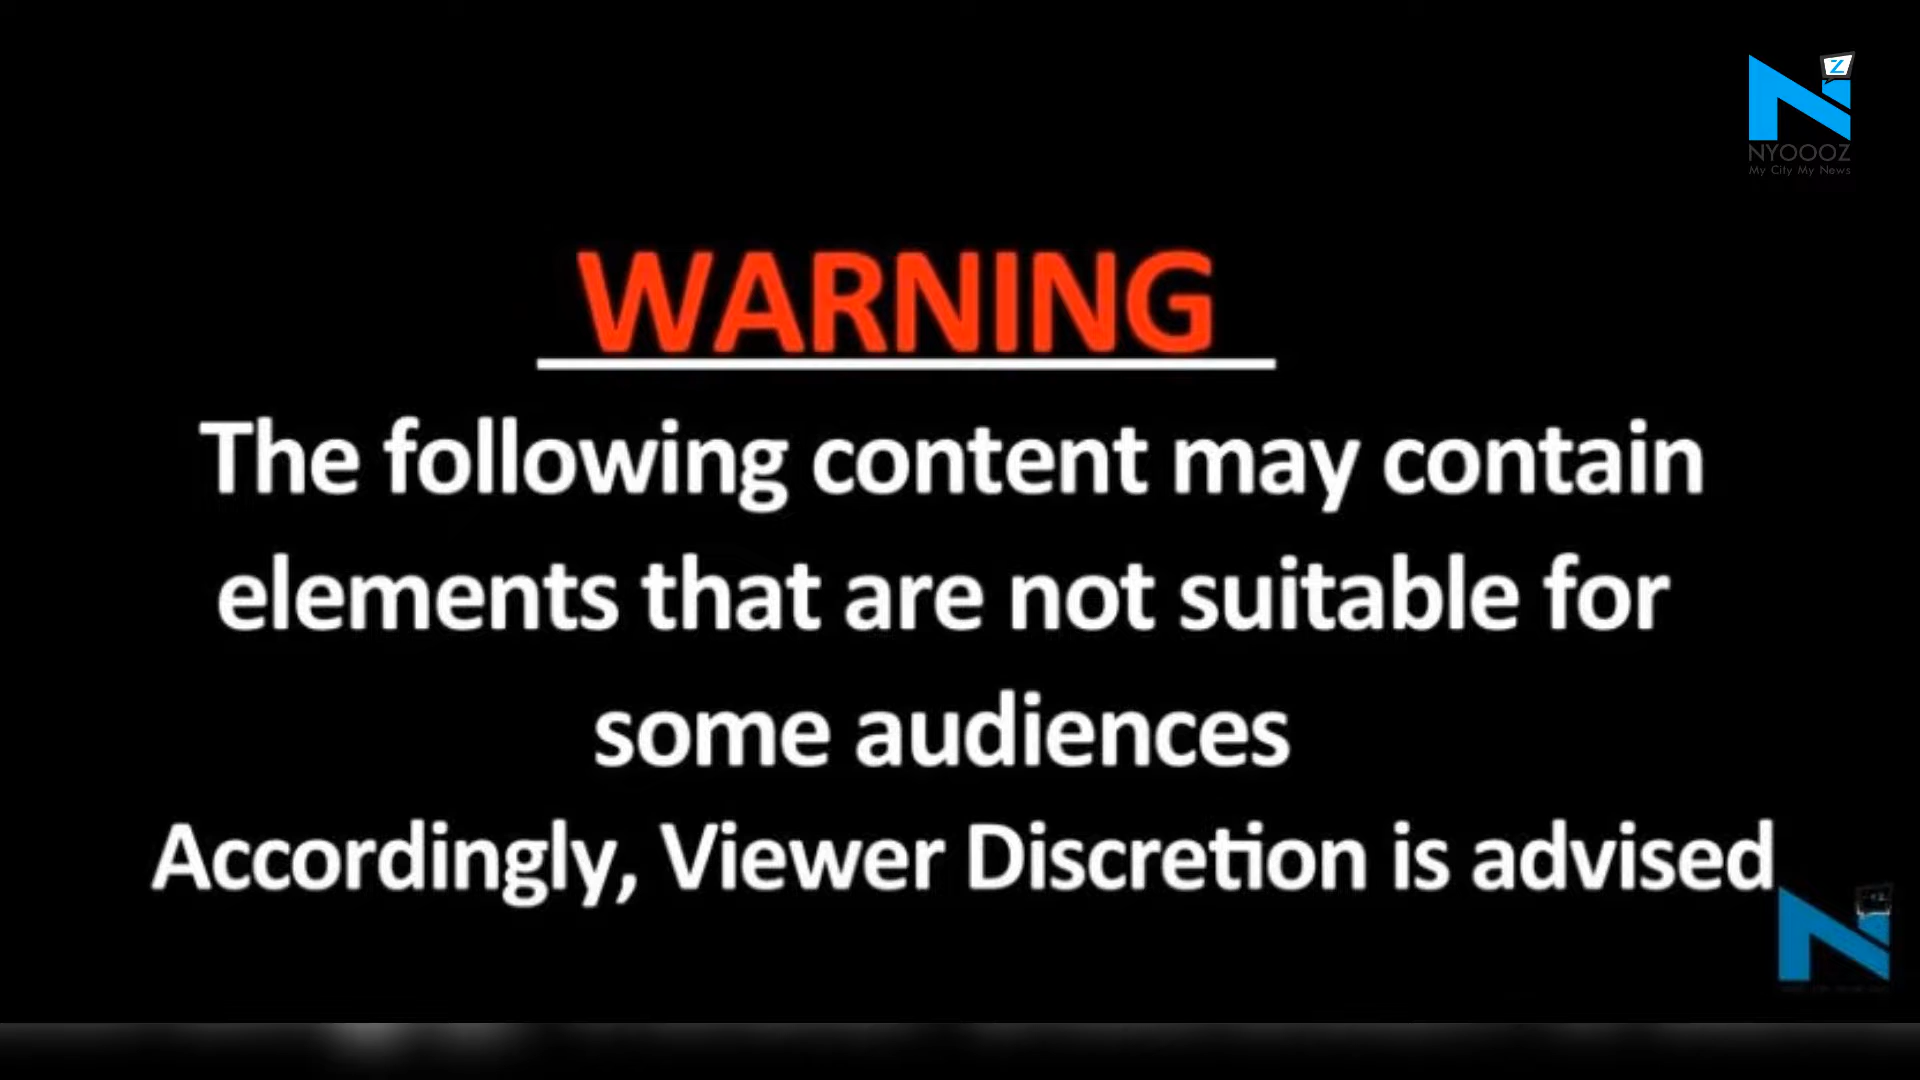 Z
NYOOOZ
My City My News
WARNING
The following content may contain
elements that are not suitable for
some audiences
Accordingly, Viewer Discretion is advised